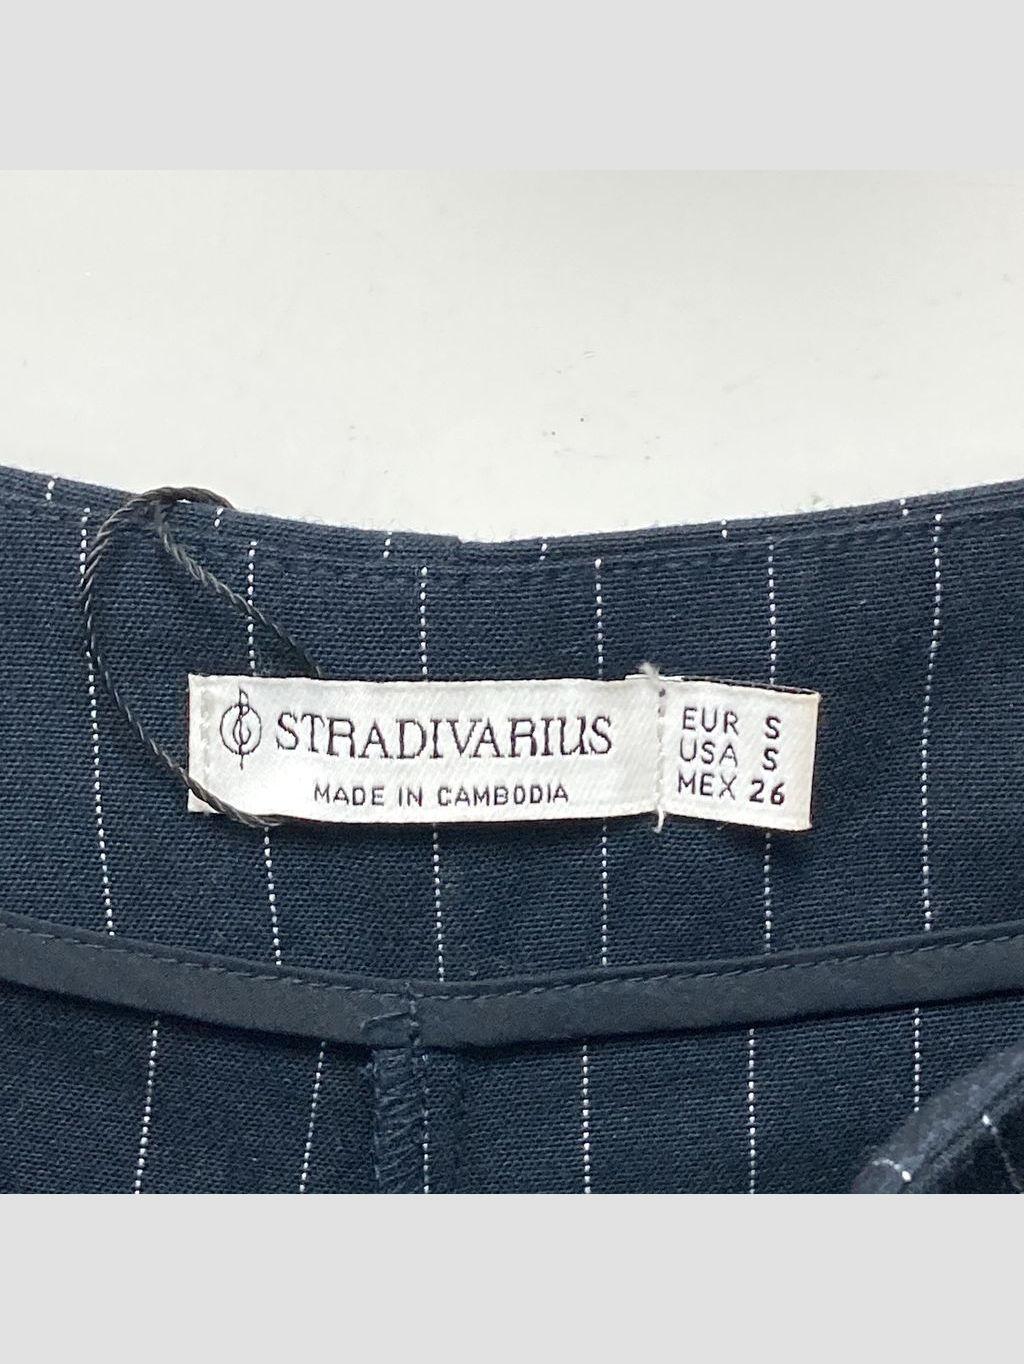 STRADIVARIUS
MADE IN CAMBODIA
EUR S
USA S
MEX 26